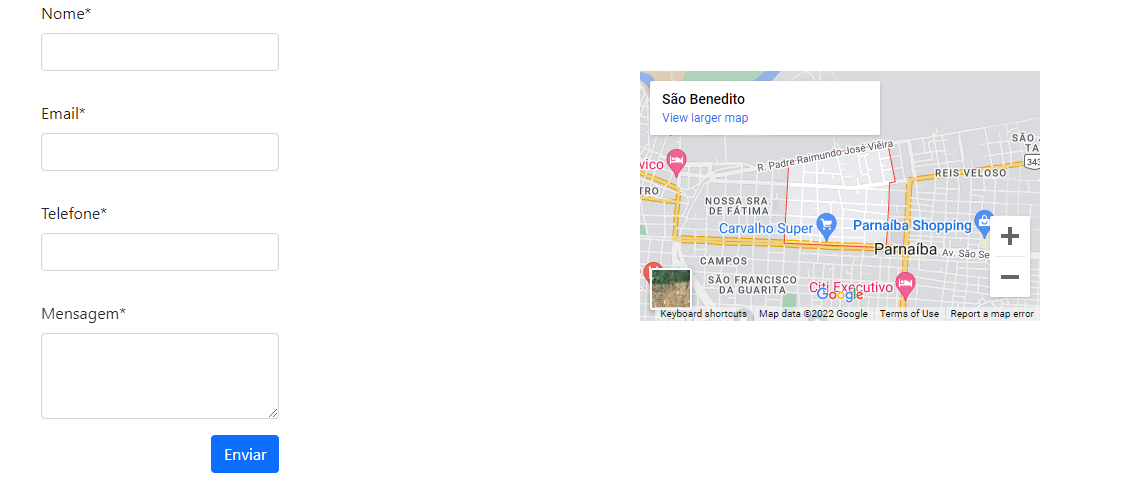 Nome*
Email*
Telefone*
Mensagem*
Enviar
São Benedito
View larger map
SÃO
TA
343
R. Padre Raimundo José Viêira
vico
REIS VELOSO
TRO
NOSSA SRA.
DE FÁTIMA
Carvalho Super
Parnaíba Shopping
Parnaíba
Av. São Se
CAMPOS
SÃO FRANCISCO
DA GUARITA
Citi Executivo
Google
Keyboard shortcuts
Map data ©2022 Google
Terms of Use
Report a map error